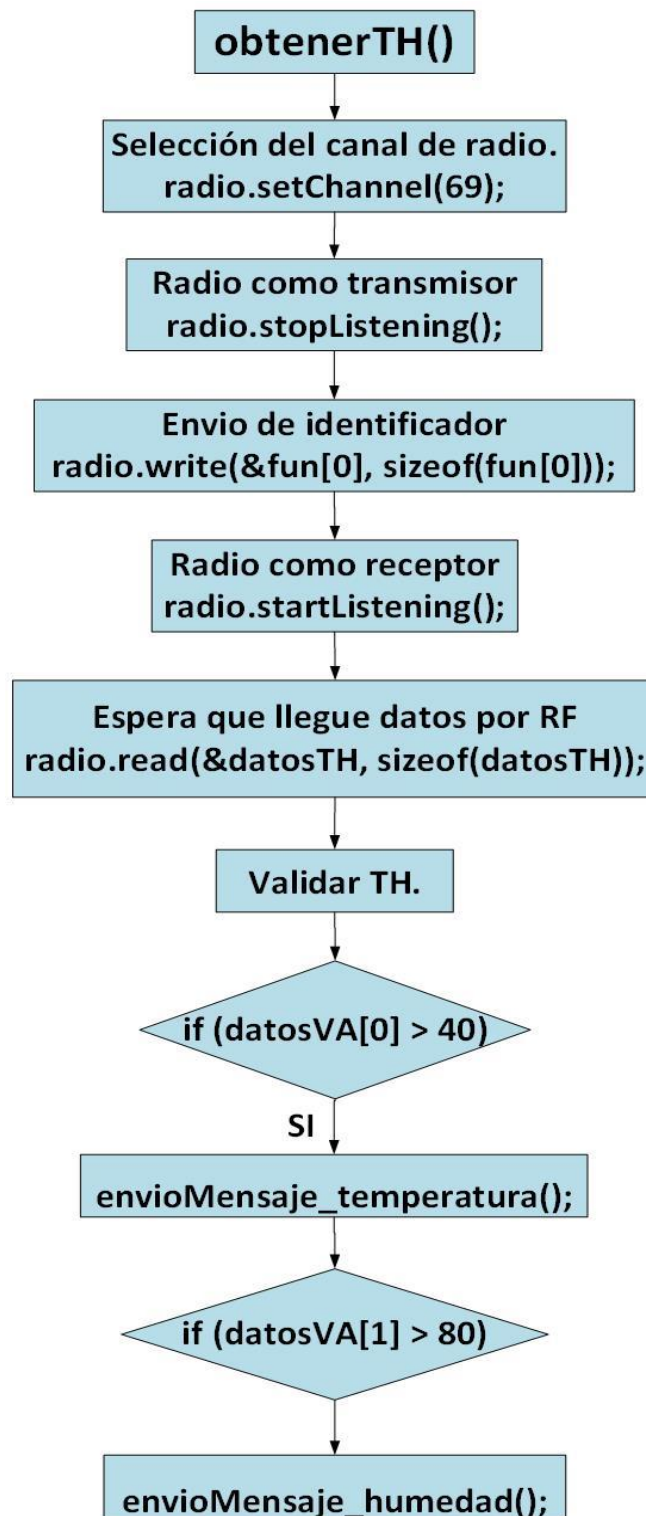 obtenerTH()
Selección del canal de radio.
radio.setChannel(69);
Radio como transmisor
radio.stopListening();
Envio de identificador
radio.write(&fun[0], sizeof(fun[0]));
Radio como receptor
radio.startListening();
Espera que llegue datos por RF
radio.read(&datosTH, sizeof(datosTH));
Validar TH.
if (datosVA[0] > 40)
SI
envioMensaje_temperatura();
if (datosVA[1] > 80)
envioMensaje_humedad();